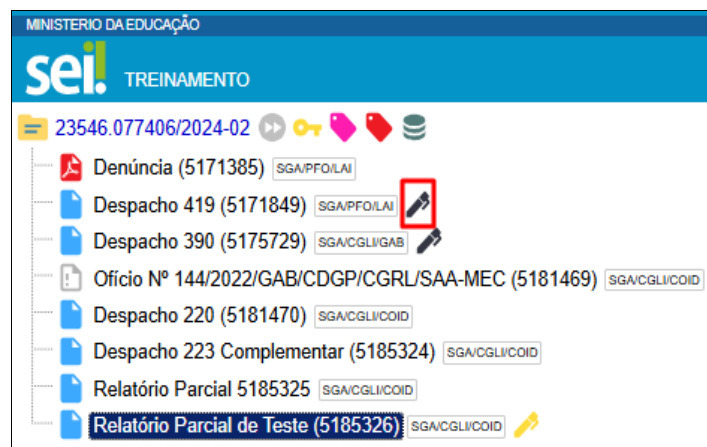 MINISTERIO DA EDUCAÇÃO
sei! TREINAMENTO
23546.077406/2024-02
Denúncia (5171385) SGA/PFO/LAI
Despacho 419 (5171849) SGA/PFO/LAI
Despacho 390 (5175729) SGA/CGLI/GAB
Ofício Nº 144/2022/GAB/CDGP/CGRL/SAA-MEC (5181469) SGA/CGLI/COID
Despacho 220 (5181470) SGA/CGLI/COID
Despacho 223 Complementar (5185324) SGA/CGLI/COID
Relatório Parcial 5185325 SGA/CGLI/COID
Relatório Parcial de Teste (5185326) SGA/CGLI/COID